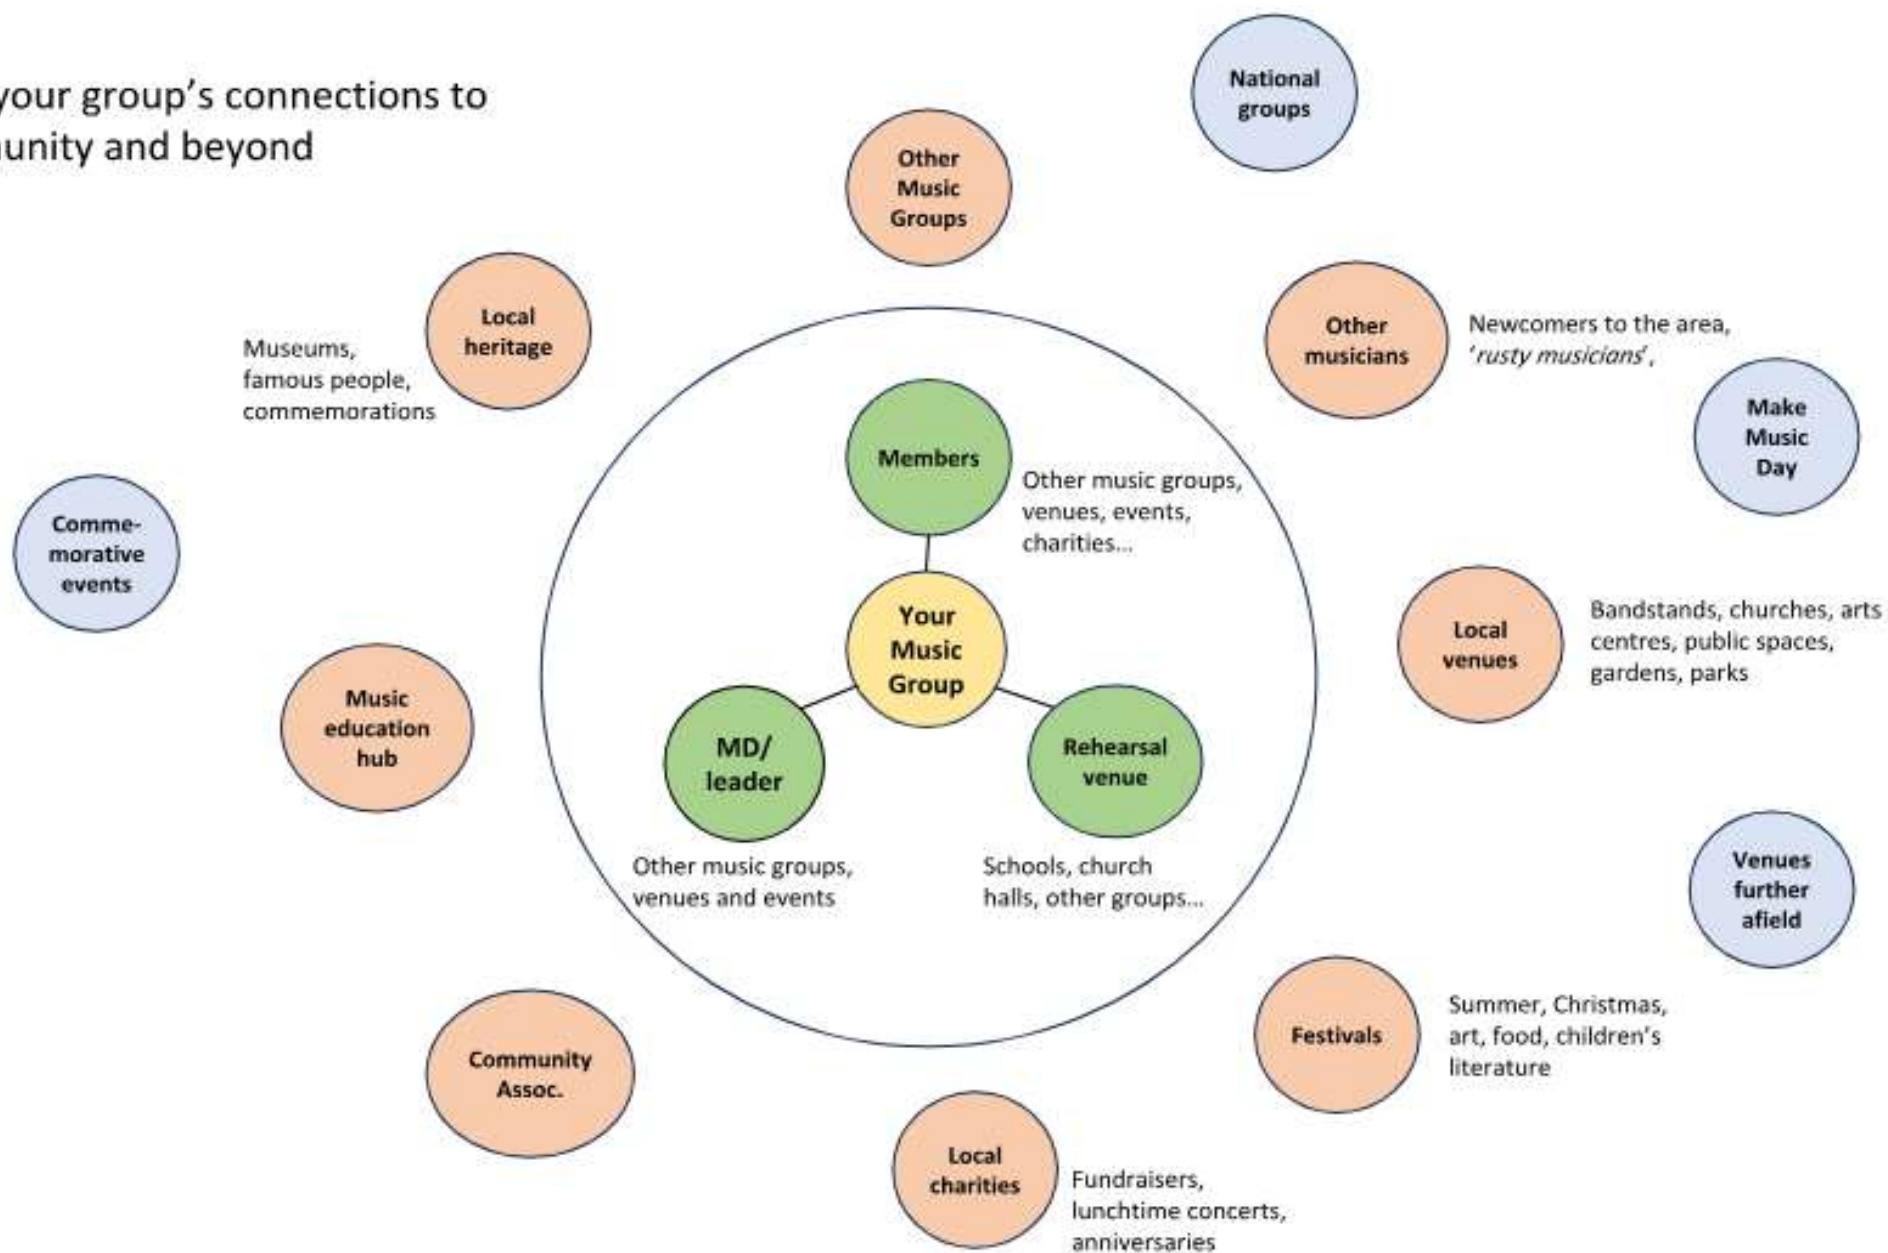 your group's connections to
unity and beyond
National
groups
Other
Music
Groups
Local
heritage
Museums,
famous people,
commemorations
Other
musicians
Newcomers to the area,
'rusty musicians',
Make
Music
Day
Members
Other music groups,
venues, events,
charities...
Comme-
morative
events
Your
Music
Group
Local
venues
Bandstands, churches, arts
centres, public spaces,
gardens, parks
Music
education
hub
MD/
leader
Other music groups,
venues and events
Rehearsal
venue
Schools, church
halls, other groups...
Venues
further
afield
Festivals
Summer, Christmas,
art, food, children's
literature
Community
Assoc.
Local
charities
Fundraisers,
lunchtime concerts,
anniversaries